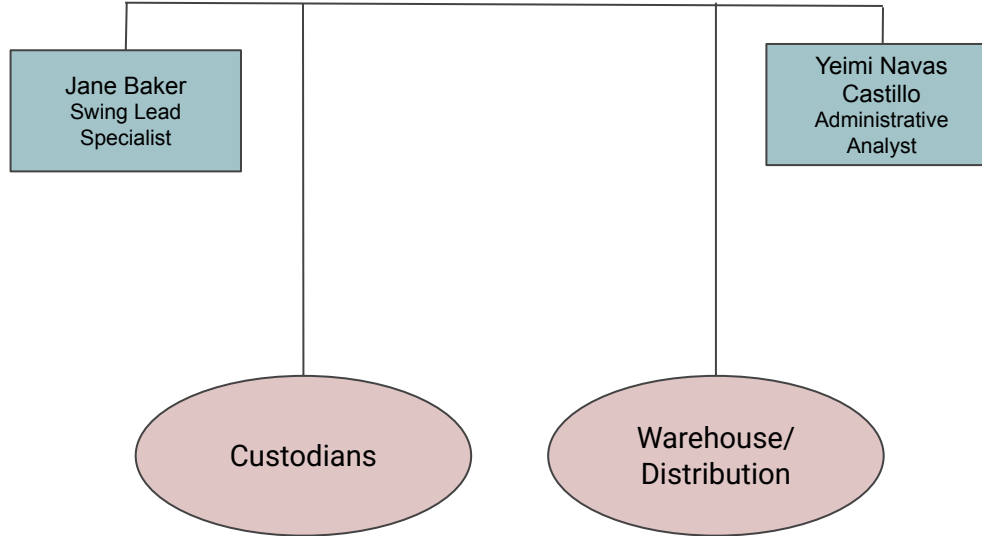 Jane Baker
Swing Lead
Specialist
Yeimi Navas
Castillo
Administrative
Analyst
Custodians
Warehouse/
Distribution